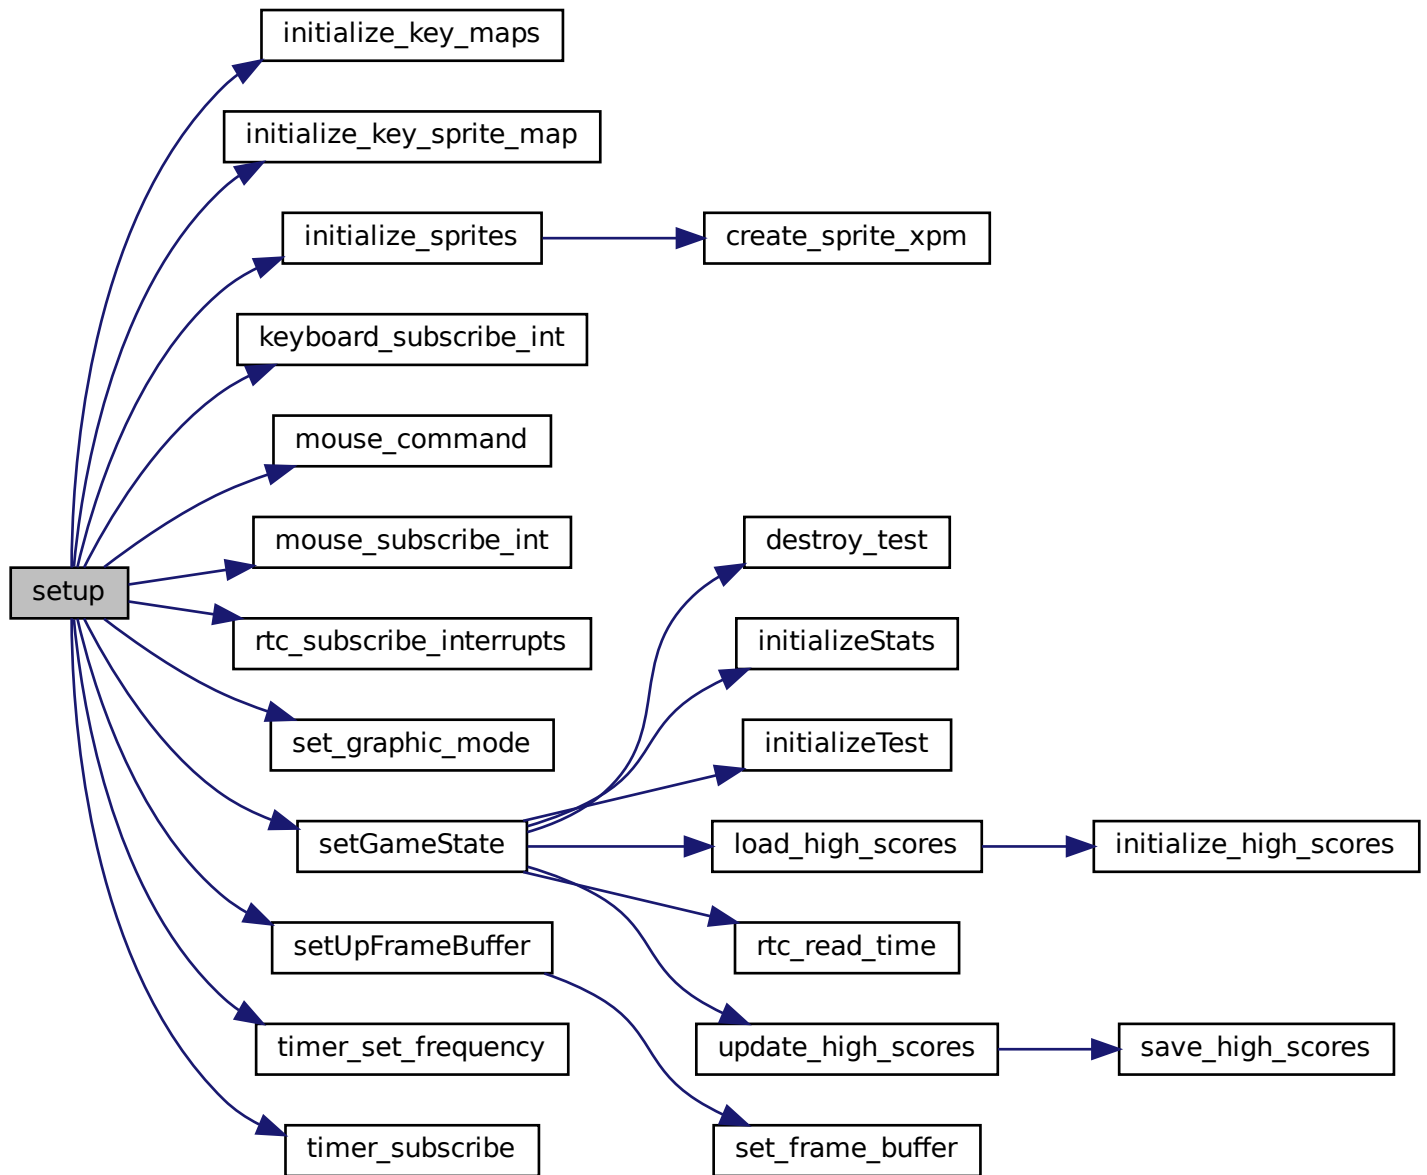 initialize_key_maps
initialize_key_sprite_map
initialize_sprites
create_sprite_xpm
keyboard_subscribe_int
mouse_command
mouse_subscribe_int
destroy_test
setup
rtc_subscribe_interrupts
initializeStats
set_graphic_mode
initializeTest
setGameState
load_high_scores
initialize_high_scores
setUpFrameBuffer
rtc_read_time
timer_set_frequency
update_high_scores
save_high_scores
timer_subscribe
set_frame_buffer